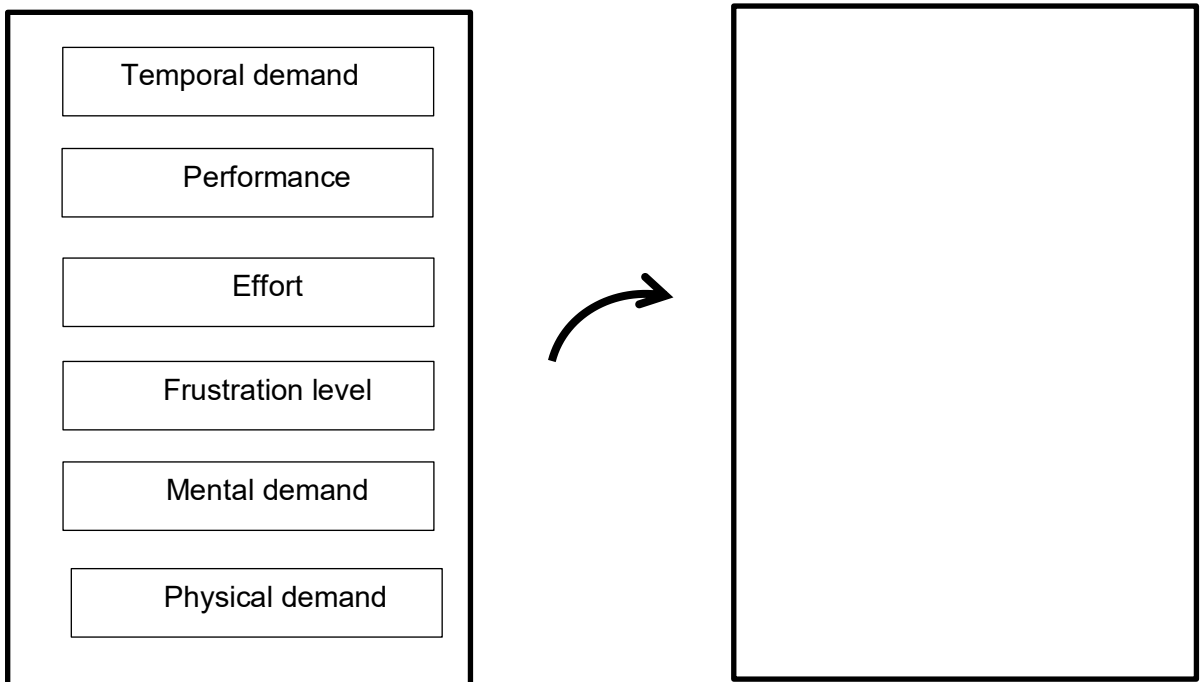 Temporal demand
Performance
Effort
Frustration level
Mental demand
Physical demand